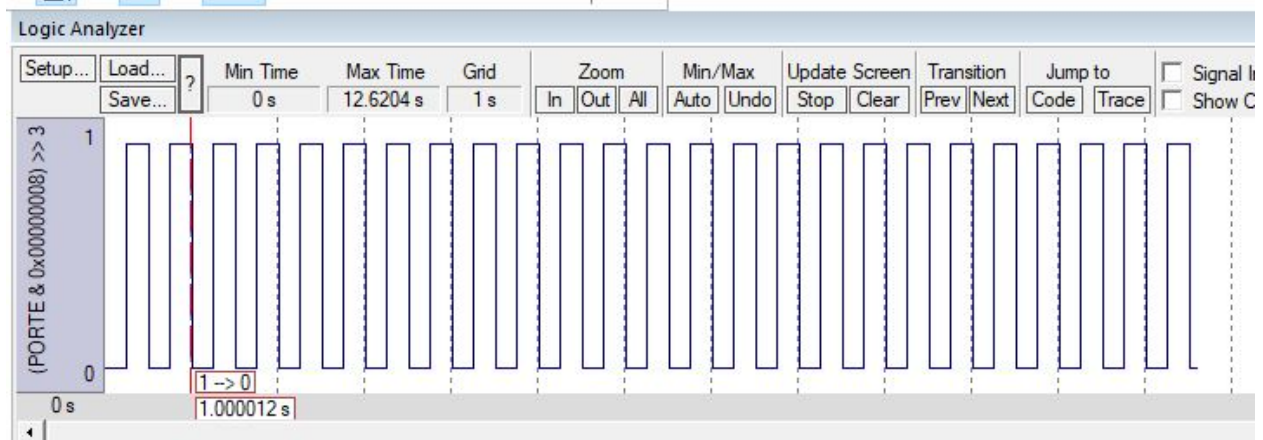 Logic Analyzer
Setup... Load... ? Min Time Max Time Grid Zoom Min/Max Update Screen Transition Jump to Signal I
Save... 0 s 12.6204 s 1 s In Out All Auto Undo Stop Clear Prev Next Code Trace Show C
1
(PORTE & 0x00000008) >> 3
0
1 --> 0
0 s 1.000012 s